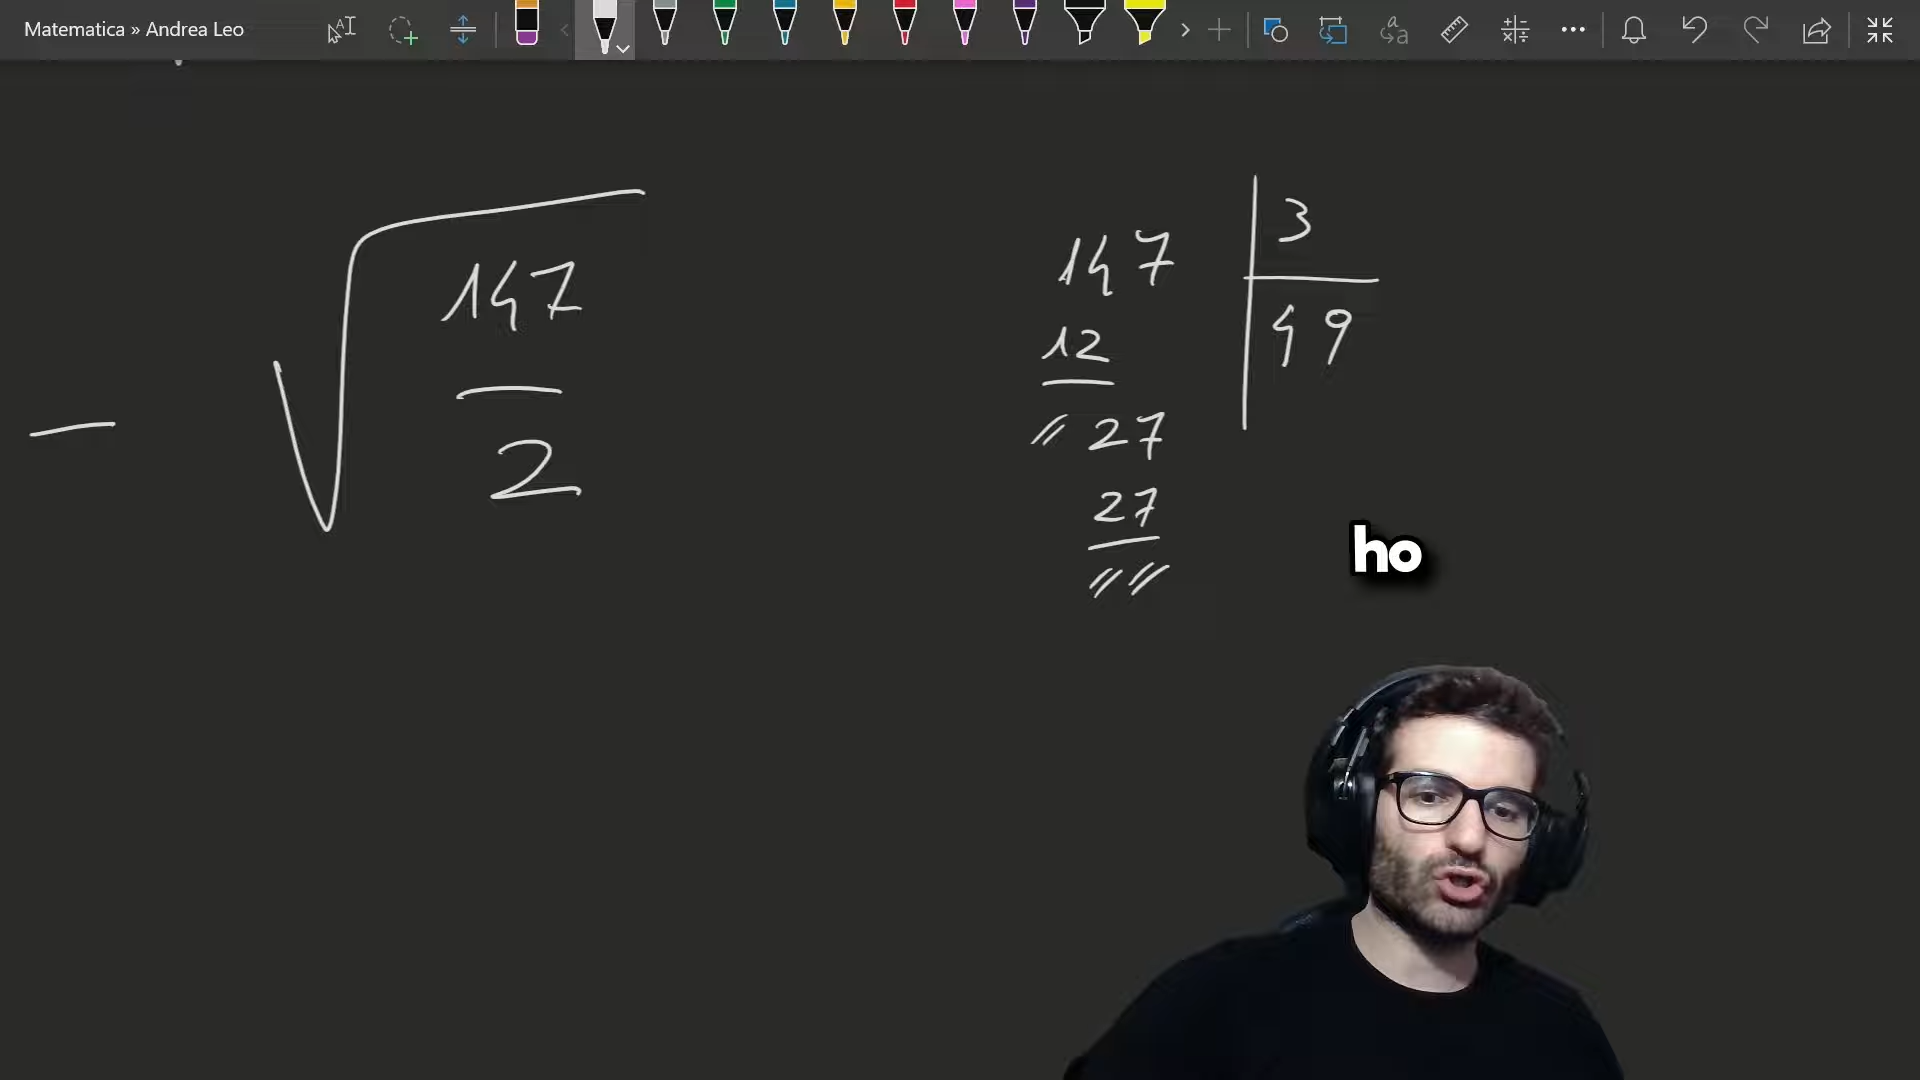 Matematica » Andrea Leo
- √ 147
2
147 | 3
12 | 49
27
27
ho